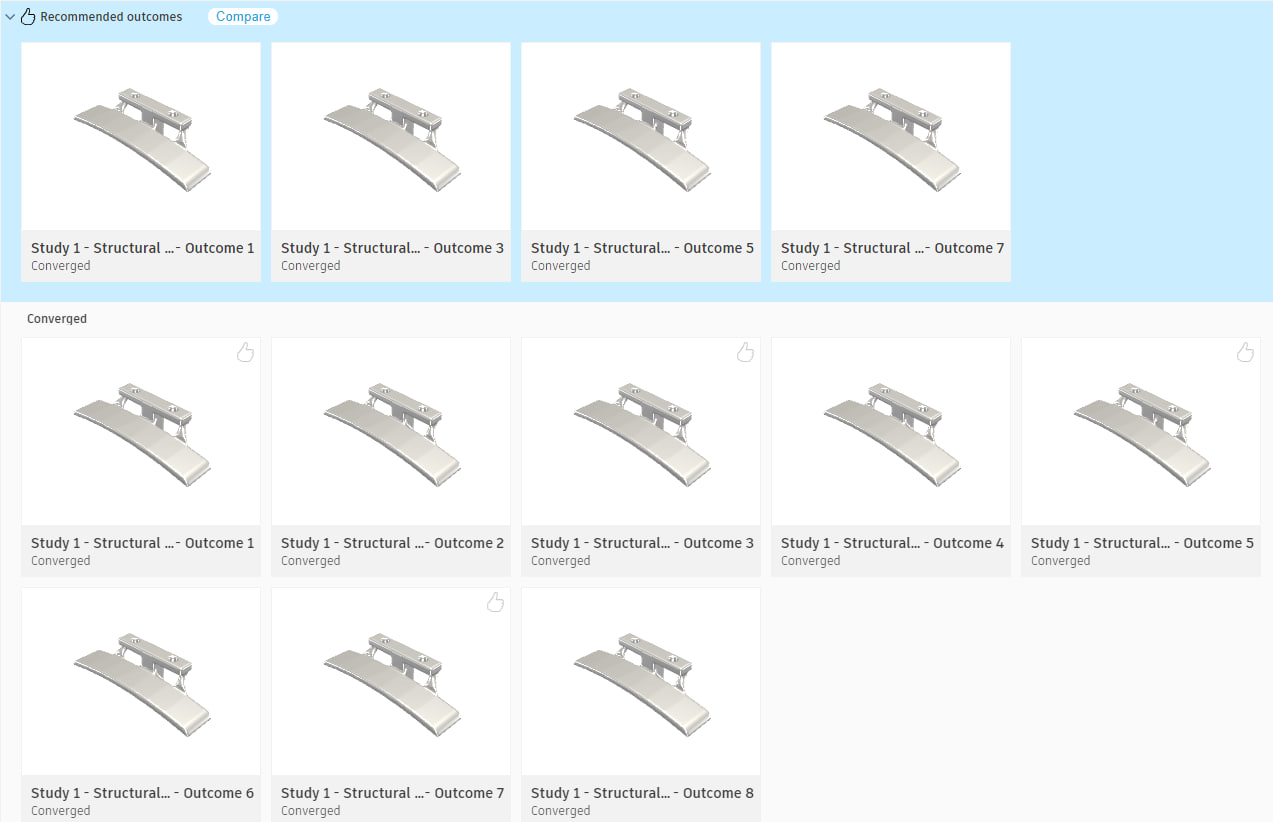 Recommended outcomes Compare
Study 1 - Structural ...- Outcome 1
Converged
Study 1 - Structural... - Outcome 3
Converged
Study 1 - Structural... - Outcome 5
Converged
Study 1 - Structural ...- Outcome 7
Converged
Converged
Study 1 - Structural ...- Outcome 1
Converged
Study 1 - Structural ...- Outcome 2
Converged
Study 1 - Structural... - Outcome 3
Converged
Study 1 - Structural... - Outcome 4
Converged
Study 1 - Structural... - Outcome 5
Converged
Study 1 - Structural... - Outcome 6
Converged
Study 1 - Structural ...- Outcome 7
Converged
Study 1 - Structural... - Outcome 8
Converged